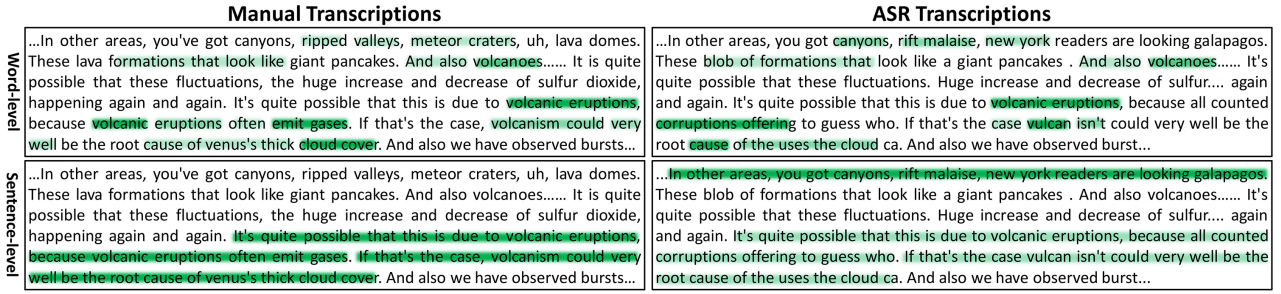 Manual Transcriptions
ASR Transcriptions
Word-level
...In other areas, you've got canyons, ripped valleys, meteor craters, uh, lava domes.
These lava formations that look like giant pancakes. And also volcanoes...... It is quite
possible that these fluctuations, the huge increase and decrease of sulfur dioxide,
happening again and again. It's quite possible that this is due to volcanic eruptions,
because volcanic eruptions often emit gases. If that's the case, volcanism could very
well be the root cause of venus's thick cloud cover. And also we have observed bursts...
...In other areas, you got canyons, rift malaise, new york readers are looking galapagos.
These blob of formations that look like a giant pancakes . And also volcanoes...... It's
quite possible that these fluctuations. Huge increase and decrease of sulfur.... again
and again. It's quite possible that this is due to volcanic eruptions, because all counted
corruptions offering to guess who. If that's the case vulcan isn't could very well be the
root cause of the uses the cloud ca. And also we have observed burst...
Sentence-level
...In other areas, you've got canyons, ripped valleys, meteor craters, uh, lava domes.
These lava formations that look like giant pancakes. And also volcanoes...... It is quite
possible that these fluctuations, the huge increase and decrease of sulfur dioxide,
happening again and again. It's quite possible that this is due to volcanic eruptions,
because volcanic eruptions often emit gases. If that's the case, volcanism could very
well be the root cause of venus's thick cloud cover. And also we have observed bursts...
...In other areas, you got canyons, rift malaise, new york readers are looking galapagos.
These blob of formations that look like a giant pancakes . And also volcanoes...... It's
quite possible that these fluctuations. Huge increase and decrease of sulfur.... again
and again. It's quite possible that this is due to volcanic eruptions, because all counted
corruptions offering to guess who. If that's the case vulcan isn't could very well be the
root cause of the uses the cloud ca. And also we have observed burst...